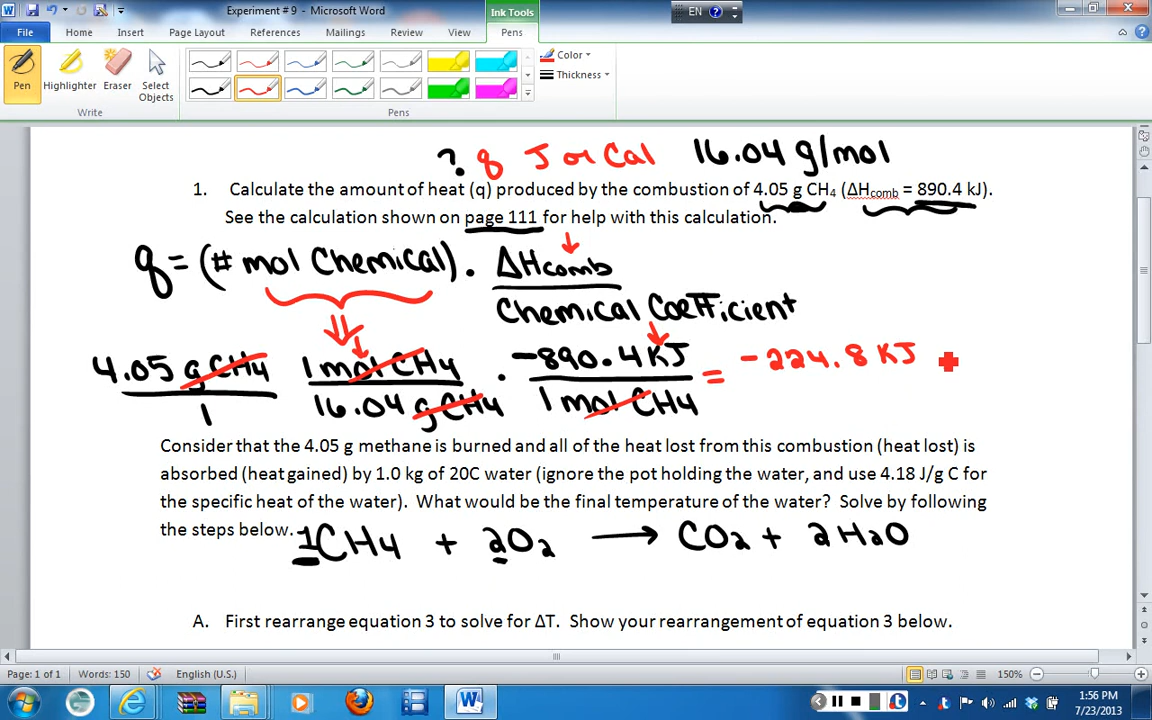 Experiment # 9 - Microsoft Word
Ink Tools
EN
File Home Insert Page Layout References Mailings Review View Pens
Pen Highlighter Eraser Select Objects
Color
Thickness
Write Pens
? q J or Cal 16.04 g/mol
1. Calculate the amount of heat (q) produced by the combustion of 4.05 g CH4 (ΔHcomb = 890.4 kJ).
See the calculation shown on page 111 for help with this calculation.
q = (# mol Chemical) · ΔHcomb
Chemical Coefficient
4.05 g CH4 1 mol CH4 · -890.4 KJ = -224.8 KJ
1 16.04 g CH4 1 mol CH4
Consider that the 4.05 g methane is burned and all of the heat lost from this combustion (heat lost) is
absorbed (heat gained) by 1.0 kg of 20C water (ignore the pot holding the water, and use 4.18 J/g C for
the specific heat of the water). What would be the final temperature of the water? Solve by following
the steps below.
1CH4 + 2O2 → CO2 + 2H2O
A. First rearrange equation 3 to solve for ΔT. Show your rearrangement of equation 3 below.
Page: 1 of 1 Words: 150 English (U.S.) 150%
1:56 PM
7/23/2013